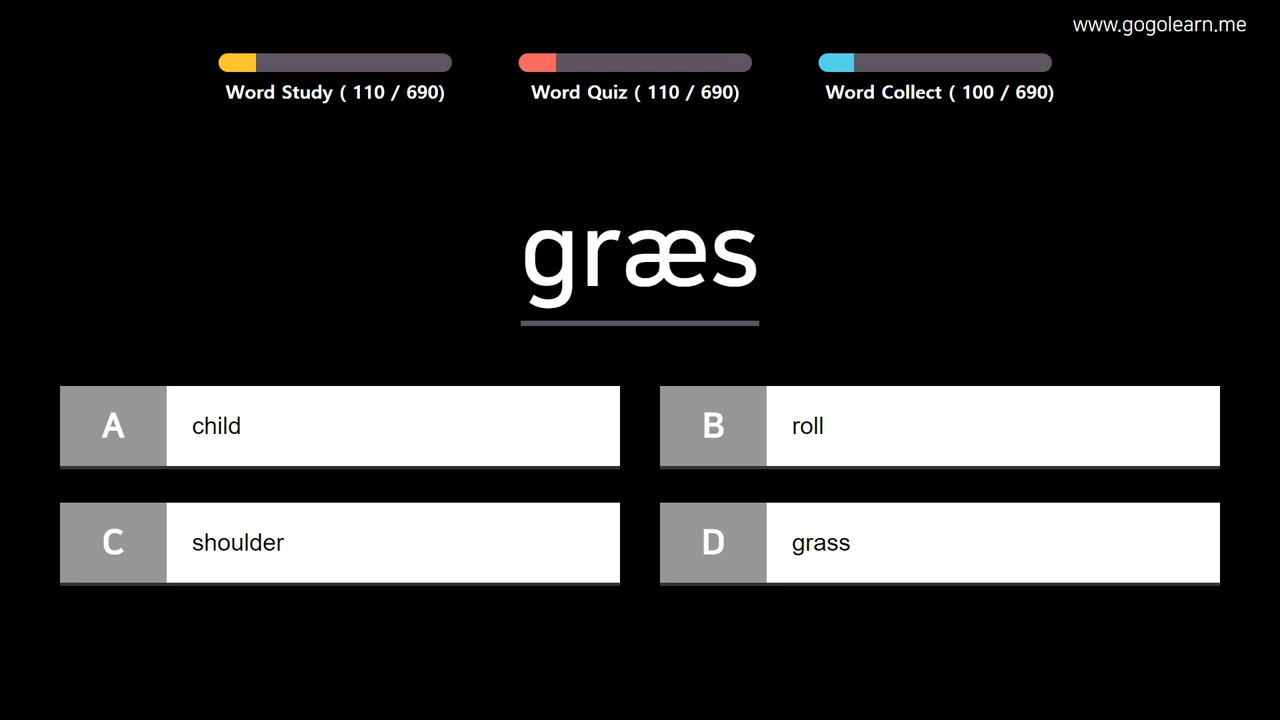 www.gogolearn.me
Word Study ( 110 / 690)
Word Quiz ( 110 / 690)
Word Collect ( 100 / 690)
græs
A child
B roll
C shoulder
D grass